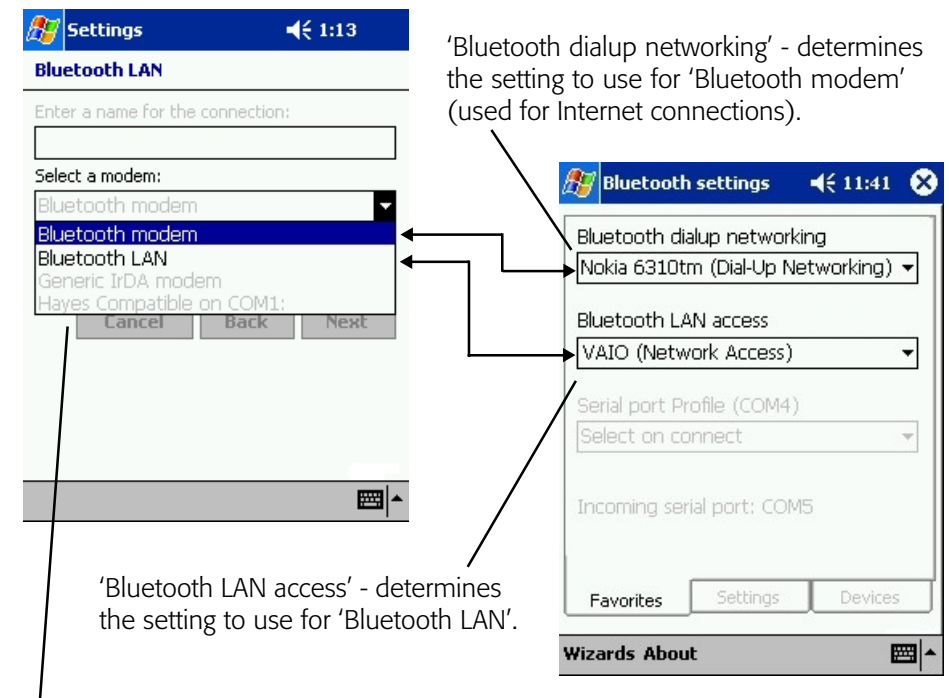 Settings 1:13
Bluetooth LAN
Enter a name for the connection:
Select a modem:
Bluetooth modem
Bluetooth modem
Bluetooth LAN
Generic IrDA modem
Hayes Compatible on COM1:
Cancel Back Next
‘Bluetooth dialup networking’ - determines
the setting to use for ‘Bluetooth modem’
(used for Internet connections).
Bluetooth settings 11:41
Bluetooth dialup networking
Nokia 6310tm (Dial-Up Networking)
Bluetooth LAN access
VAIO (Network Access)
Serial port Profile (COM4)
Select on connect
Incoming serial port: COM5
Favorites Settings Devices
Wizards About
‘Bluetooth LAN access’ - determines
the setting to use for ‘Bluetooth LAN’.